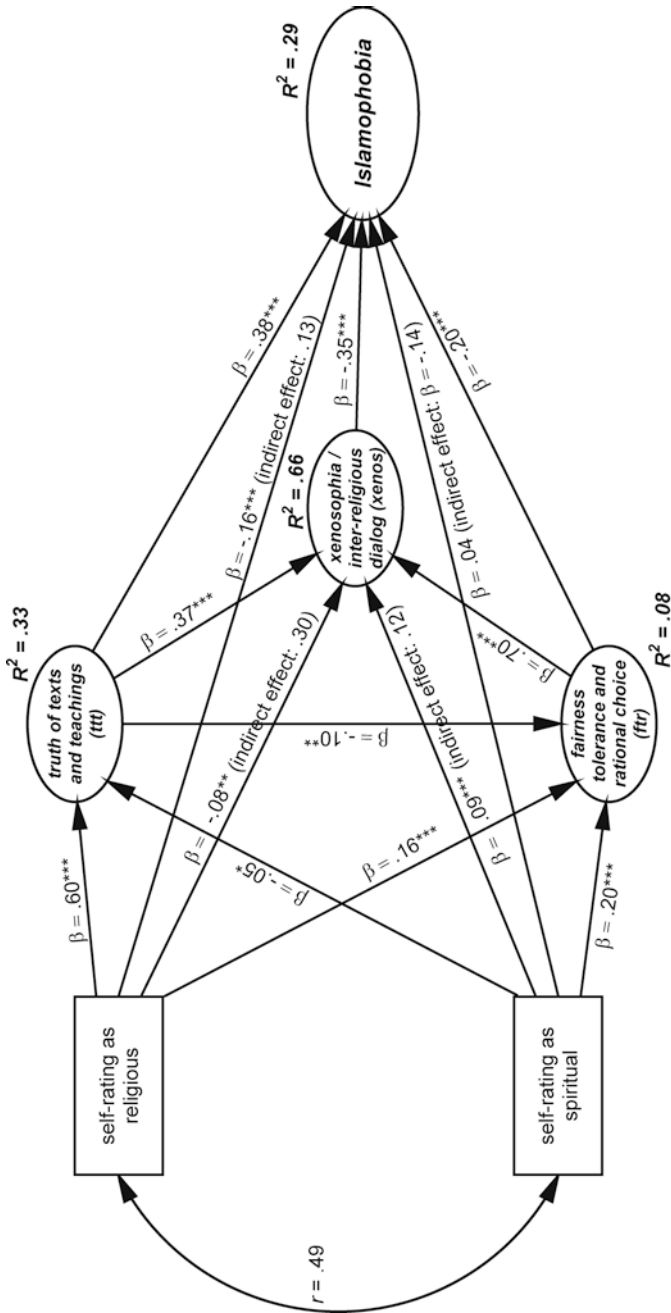 R² = .33
truth of texts
and teachings
(ttt)
β = .60***
self-rating as
religious
β = .38***
β = -.16*** (indirect effect: .13)
R² = .29
Islamophobia
β = .37***
R² = .66
xenosophia /
inter-religious
dialog (xenos)
β = -.35***
β = -.08** (indirect effect: .30)
β = -.05*
β = -.10**
r = .49
β = .16***
β = .09*** (indirect effect: .12)
β = .70***
β = .04 (indirect effect: β = -.14)
β = -.20***
self-rating as
spiritual
β = .20***
fairness
tolerance and
rational choice
(ftr)
R² = .08